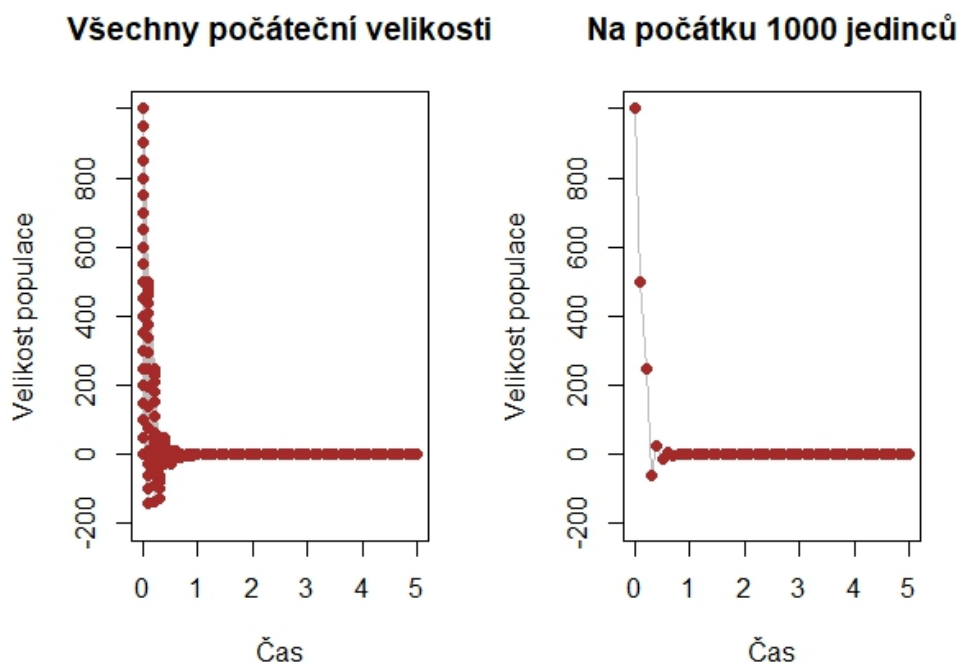 Všechny počáteční velikosti
Velikost populace
-200 0 200 400 600 800
0 1 2 3 4 5
Čas
Na počátku 1000 jedinců
Velikost populace
-200 0 200 400 600 800
0 1 2 3 4 5
Čas